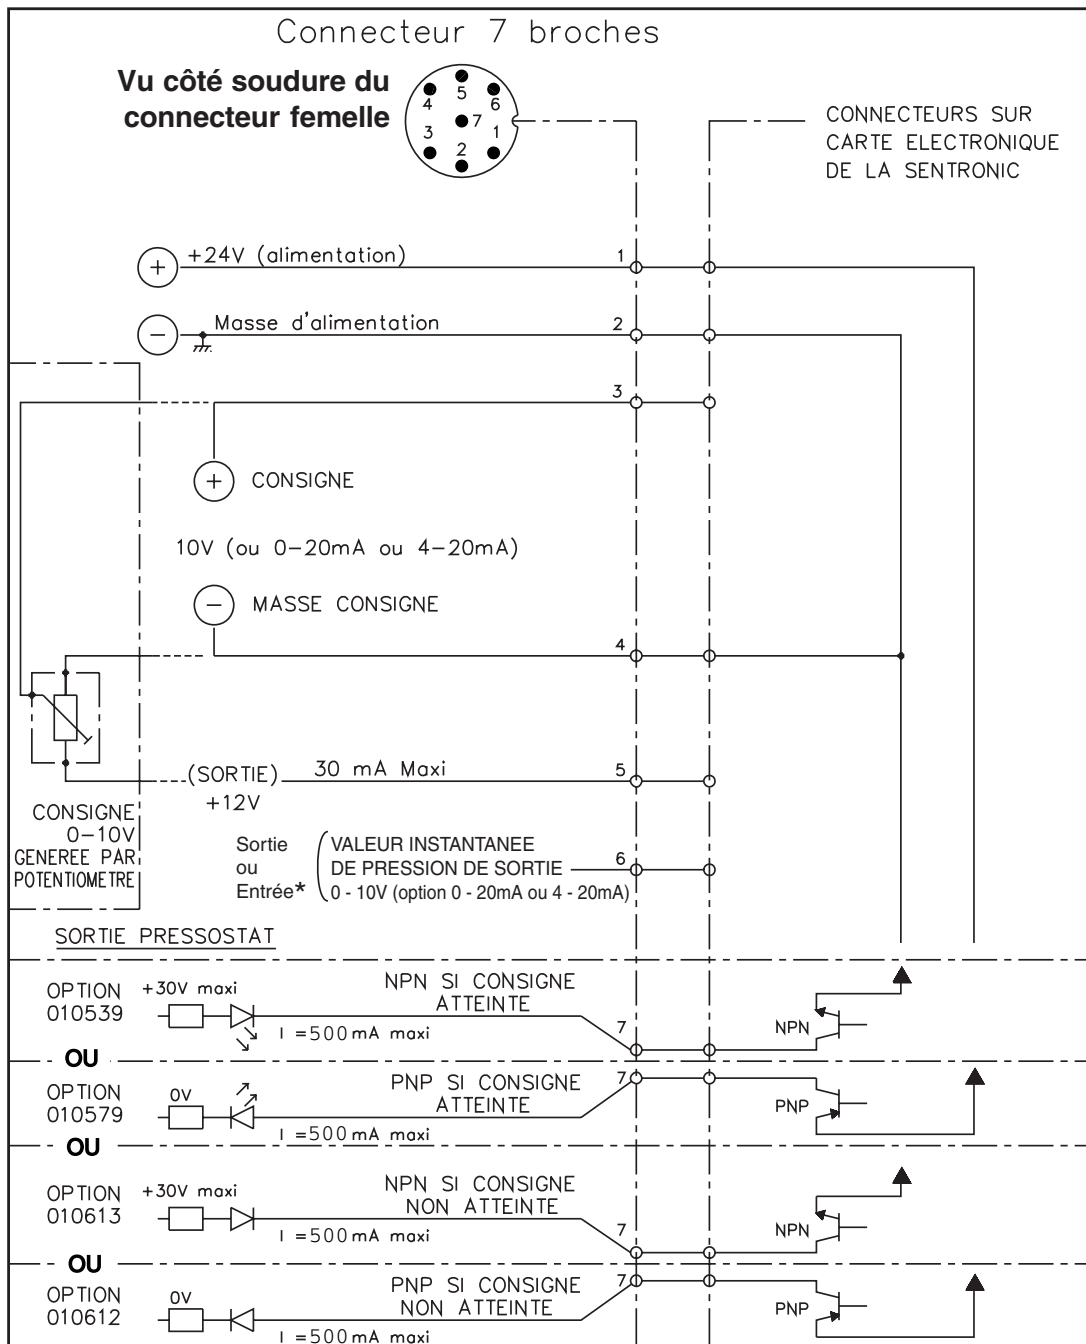 Connecteur 7 broches
Vu côté soudure du
connecteur femelle
4
5
6
3
7
1
2
CONNECTEURS SUR
CARTE ELECTRONIQUE
DE LA SENTRONIC
+
+24V (alimentation)
1
−
Masse d'alimentation
2
3
+
CONSIGNE
10V (ou 0−20mA ou 4−20mA)
−
MASSE CONSIGNE
4
(SORTIE)
30 mA Maxi
5
+12V
CONSIGNE
0−10V
GENEREE PAR
POTENTIOMETRE
Sortie
ou
Entrée*
VALEUR INSTANTANEE
DE PRESSION DE SORTIE
0 - 10V (option 0 - 20mA ou 4 - 20mA)
6
SORTIE PRESSOSTAT
OPTION
010539
+30V maxi
NPN SI CONSIGNE
ATTEINTE
I =500 mA maxi
7
NPN
OU
OPTION
010579
0V
PNP SI CONSIGNE
ATTEINTE
I =500 mA maxi
7
PNP
OU
OPTION
010613
+30V maxi
NPN SI CONSIGNE
NON ATTEINTE
I =500 mA maxi
7
NPN
OU
OPTION
010612
0V
PNP SI CONSIGNE
NON ATTEINTE
I =500 mA maxi
7
PNP